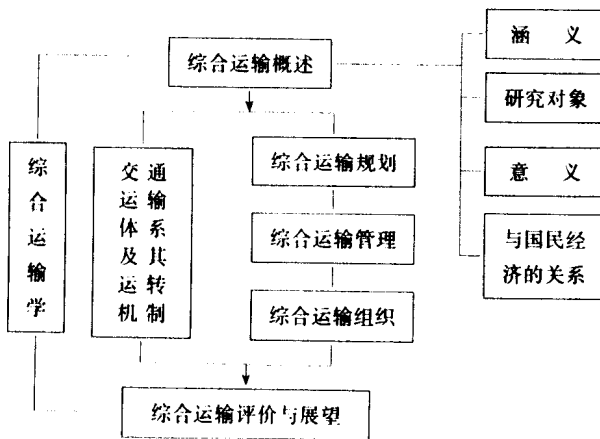 综合运输概述
涵 义
研究对象
意 义
与国民经
济的关系
综合运输学
交通
运输
体系
及其
运转
机制
综合运输规划
综合运输管理
综合运输组织
综合运输评价与展望